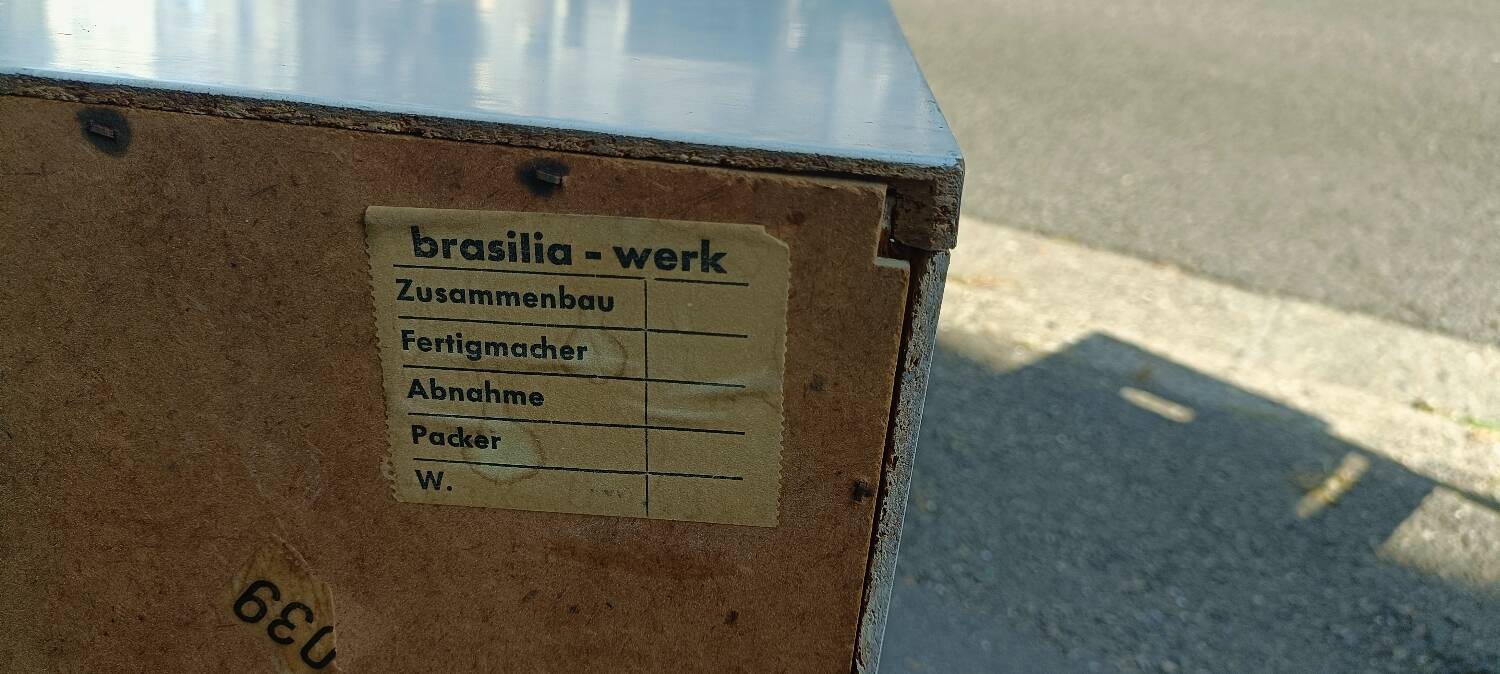 brasilia - werk
Zusammenbau
Fertigmacher
Abnahme
Packer
W.
039